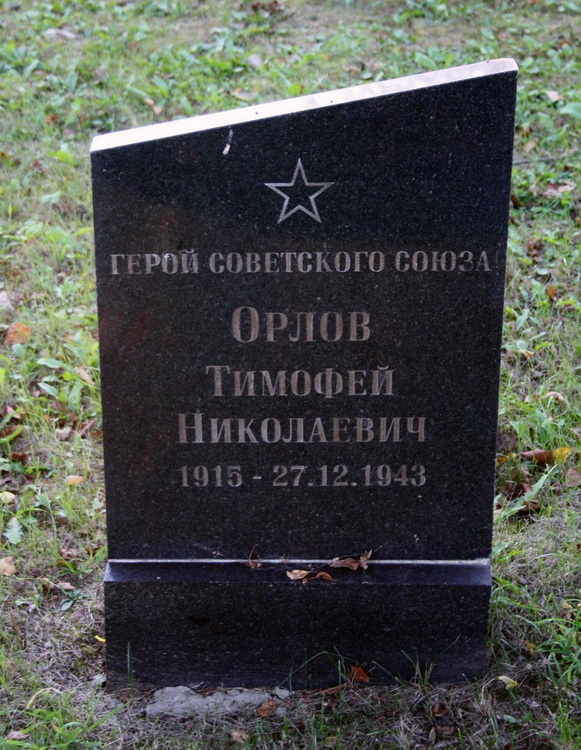 ГЕРОЙ СОВЕТСКОГО СОЮЗА
ОРЛОВ
ТИМОФЕЙ
НИКОЛАЕВИЧ
1915 - 27.12.1943